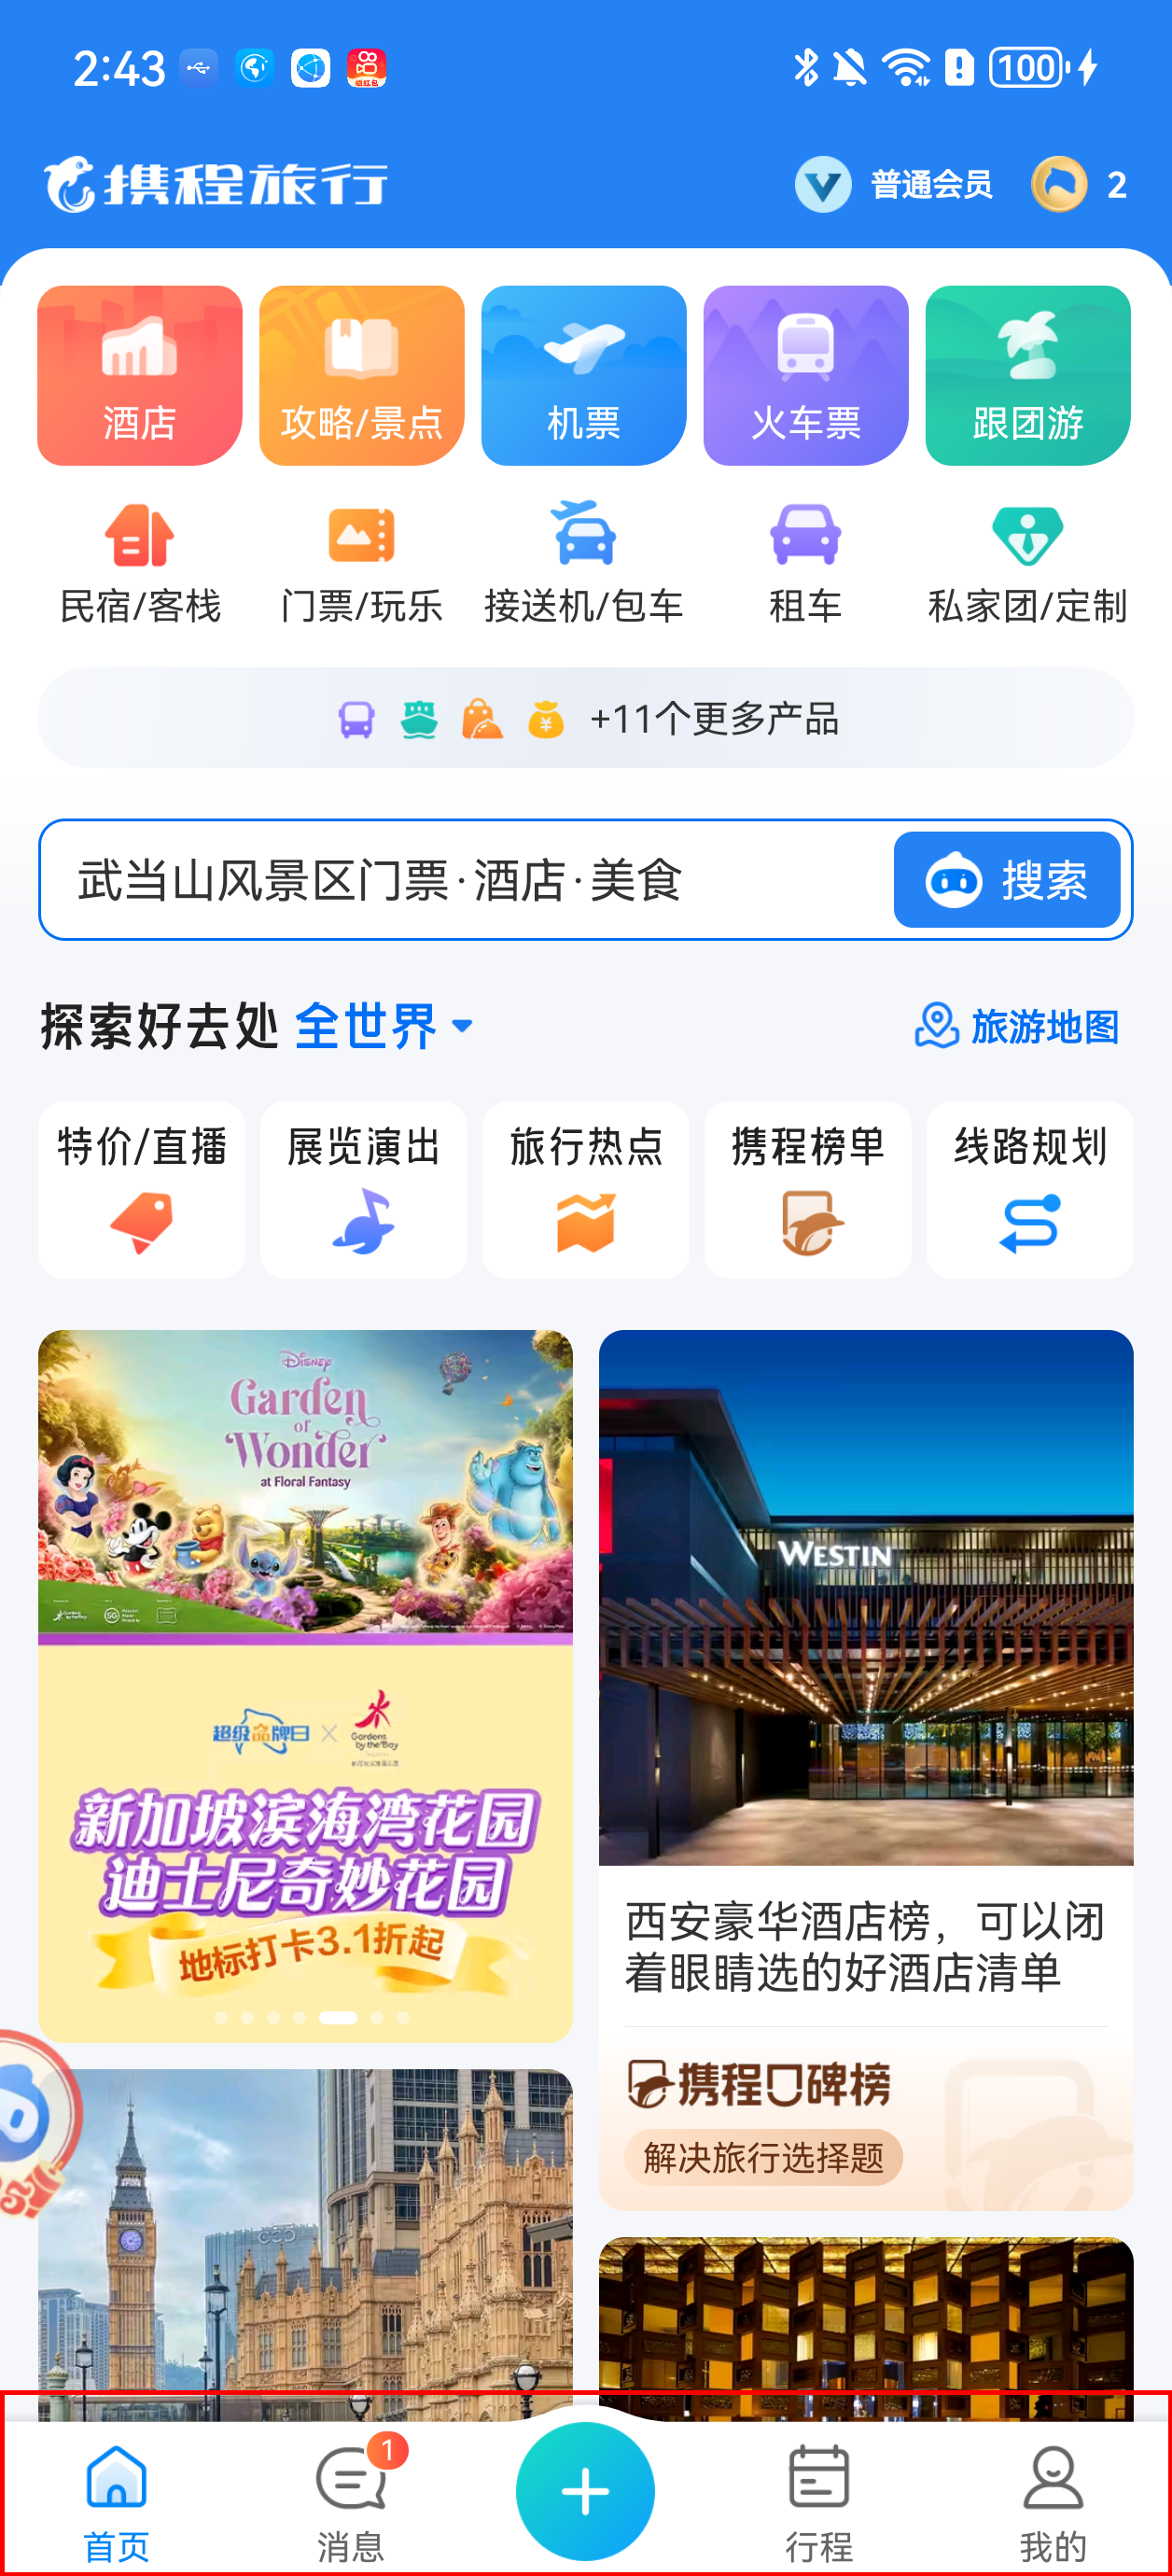 2:43
100
携程旅行
普通会员
2
酒店
攻略/景点
机票
火车票
跟团游
民宿/客栈
门票/玩乐
接送机/包车
租车
私家团/定制
+11个更多产品
武当山风景区门票·酒店·美食
搜索
探索好去处 全世界
旅游地图
特价/直播
展览演出
旅行热点
携程榜单
线路规划
Disney
Garden
of
Wonder
at Floral Fantasy
超级品牌日
Gardens
by the Bay
新加坡滨海湾花园
迪士尼奇妙花园
地标打卡3.1折起
WESTIN
西安豪华酒店榜，可以闭
着眼睛选的好酒店清单
携程口碑榜
解决旅行选择题
首页
消息
1
行程
我的